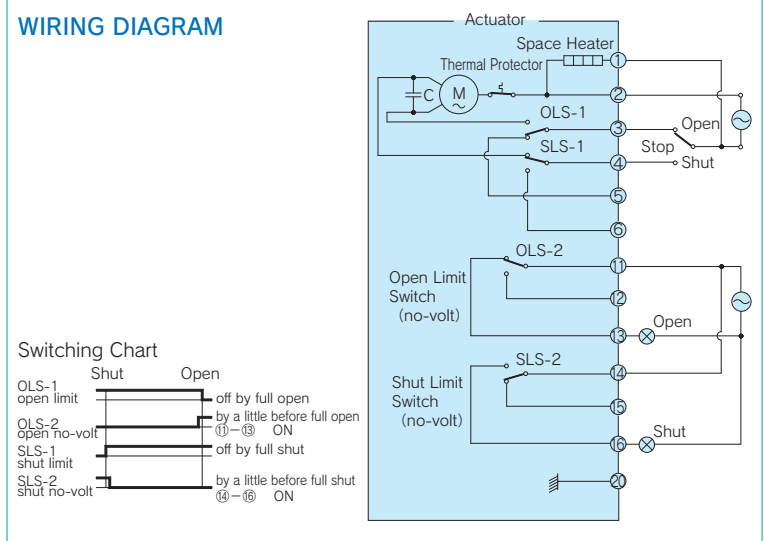 WIRING DIAGRAM
Actuator
Space Heater
①
Thermal Protector
C
M
②
OLS-1
③
Open
SLS-1
Stop
④
Shut
⑤
⑥
OLS-2
⑪
Open Limit
Switch
(no-volt)
⑫
Open
⑬
SLS-2
⑭
Shut Limit
Switch
(no-volt)
⑮
Shut
⑯
⑳
Switching Chart
Shut Open
OLS-1
open limit
off by full open
OLS-2
open no-volt
by a little before full open
⑪−⑬ ON
SLS-1
shut limit
off by full shut
SLS-2
shut no-volt
by a little before full shut
⑭−⑯ ON